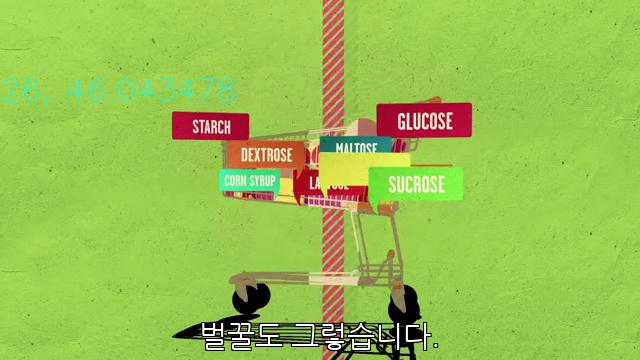 26, 46.043478
STARCH
GLUCOSE
DEXTROSE
MALTOSE
CORN SYRUP
SUCROSE
벌꿀도 그렇습니다.